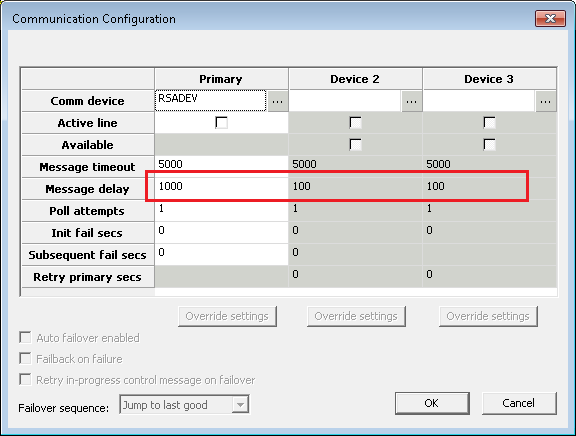 Communication Configuration
Primary Device 2 Device 3
Comm device RSADEV ... ... ...
Active line
Available
Message timeout 5000 5000 5000
Message delay 1000 100 100
Poll attempts 1 1 1
Init fail secs 0 0 0
Subsequent fail secs 0 0
Retry primary secs 0 0
Override settings Override settings Override settings
Auto failover enabled
Failback on failure
Retry in-progress control message on failover
Failover sequence: Jump to last good OK Cancel